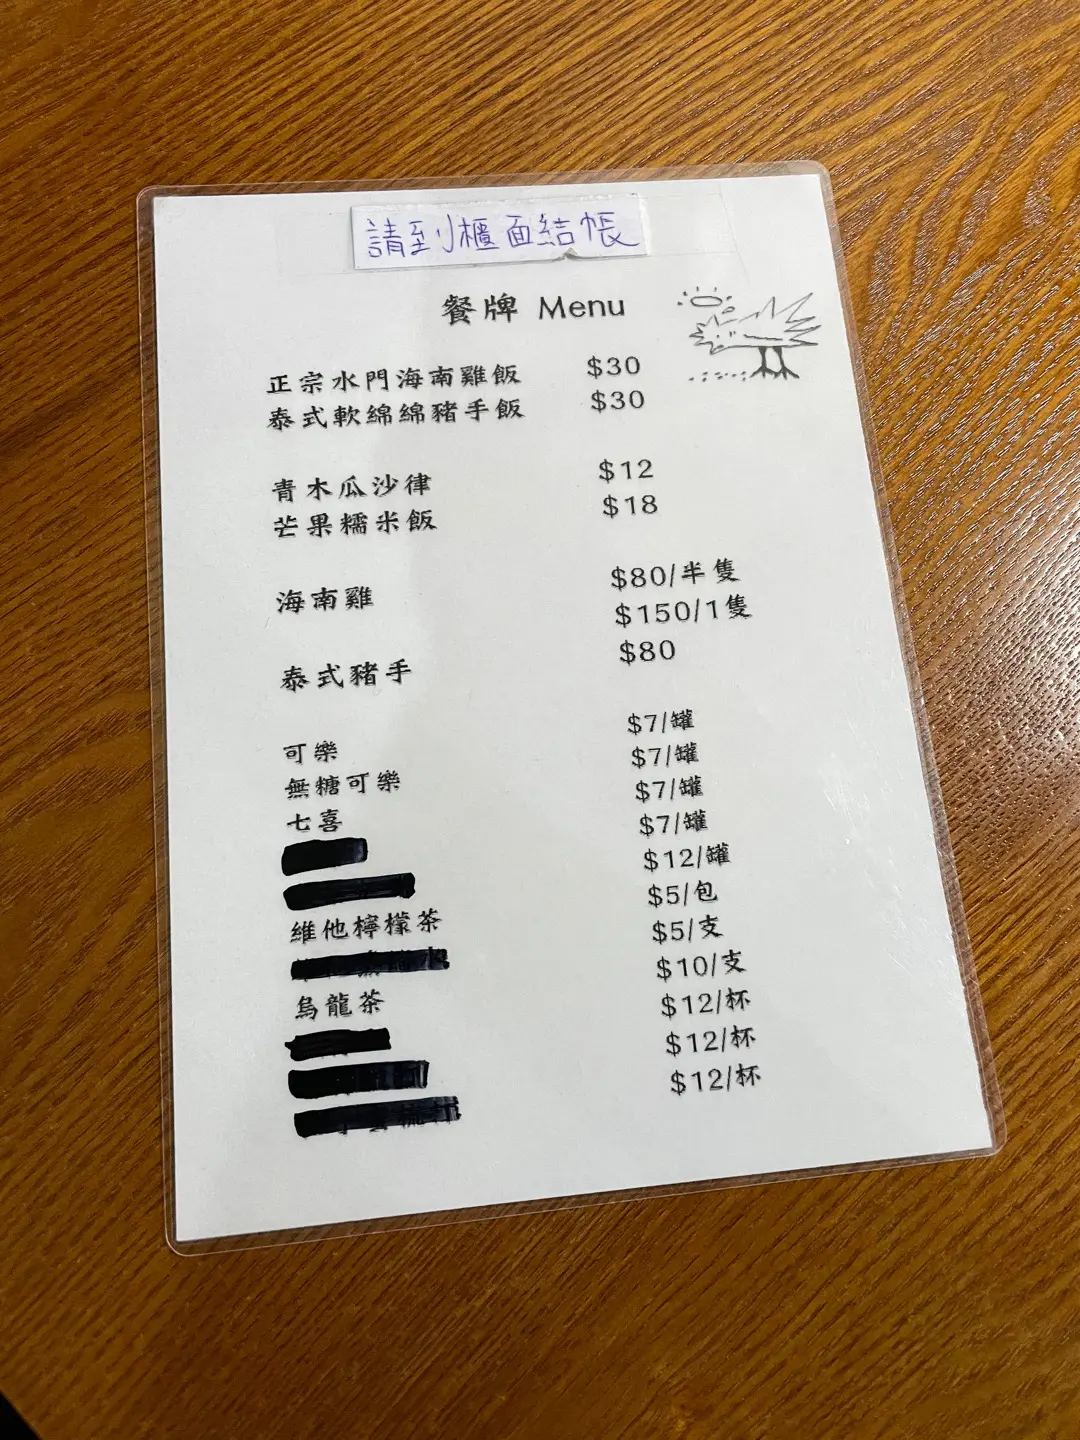 請到櫃面結帳
餐牌 Menu
正宗水門海南雞飯 $30
泰式軟綿綿豬手飯 $30
青木瓜沙律 $12
芒果糯米飯 $18
海南雞 $80/半隻
$150/1隻
泰式豬手 $80
可樂 $7/罐
無糖可樂 $7/罐
七喜 $7/罐
$7/罐
$12/罐
維他檸檬茶 $5/包
$5/支
烏龍茶 $10/支
$12/杯
$12/杯
$12/杯